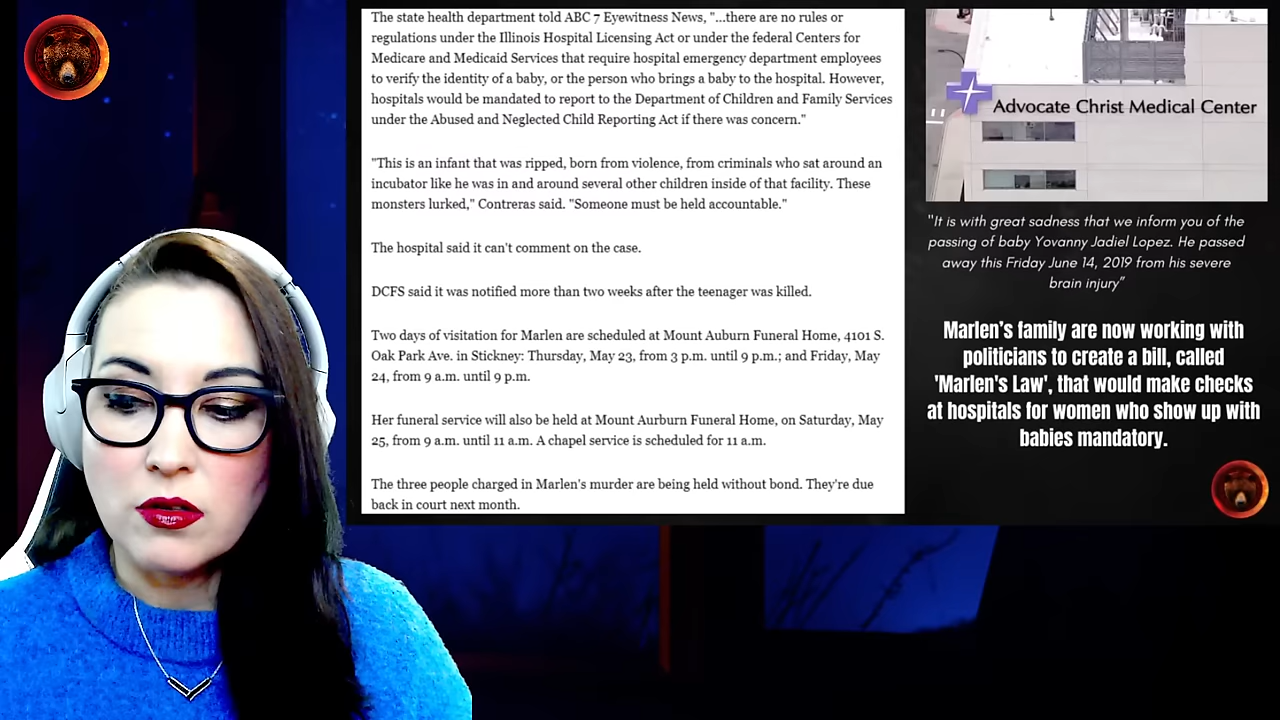 The state health department told ABC 7 Eyewitness News, "...there are no rules or
regulations under the Illinois Hospital Licensing Act or under the federal Centers for
Medicare and Medicaid Services that require hospital emergency department employees
to verify the identity of a baby, or the person who brings a baby to the hospital. However,
hospitals would be mandated to report to the Department of Children and Family Services
under the Abused and Neglected Child Reporting Act if there was concern."
"This is an infant that was ripped, born from violence, from criminals who sat around an
incubator like he was in and around several other children inside of that facility. These
monsters lurked," Contreras said. "Someone must be held accountable."
The hospital said it can't comment on the case.
DCFS said it was notified more than two weeks after the teenager was killed.
Two days of visitation for Marlen are scheduled at Mount Auburn Funeral Home, 4101 S.
Oak Park Ave. in Stickney: Thursday, May 23, from 3 p.m. until 9 p.m.; and Friday, May
24, from 9 a.m. until 9 p.m.
Her funeral service will also be held at Mount Aurburn Funeral Home, on Saturday, May
25, from 9 a.m. until 11 a.m. A chapel service is scheduled for 11 a.m.
The three people charged in Marlen's murder are being held without bond. They're due
back in court next month.
Advocate Christ Medical Center
"It is with great sadness that we inform you of the
passing of baby Yovanny Jadiel Lopez. He passed
away this Friday June 14, 2019 from his severe
brain injury"
Marlen's family are now working with
politicians to create a bill, called
'Marlen's Law', that would make checks
at hospitals for women who show up with
babies mandatory.